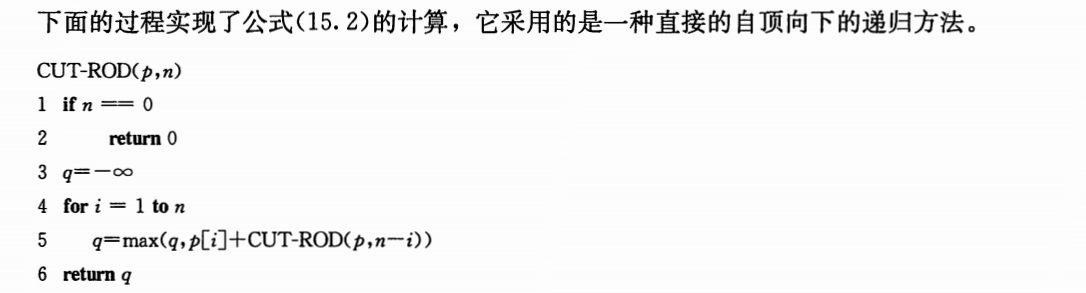 下面的过程实现了公式(15.2)的计算，它采用的是一种直接的自顶向下的递归方法。
CUT-ROD(p,n)
1 if n == 0
2 return 0
3 q=-∞
4 for i = 1 to n
5 q=max(q,p[i]+CUT-ROD(p,n-i))
6 return q